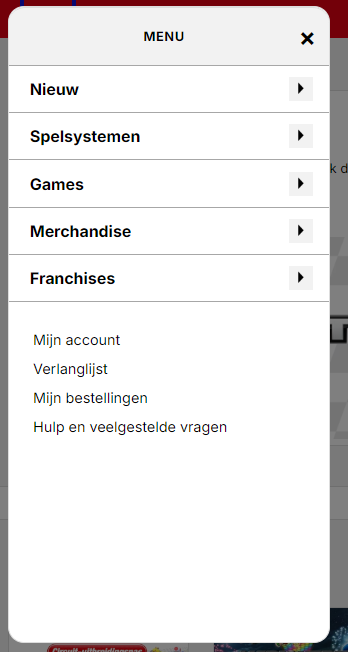 MENU
Nieuw
Spelsystemen
Games
Merchandise
Franchises
Mijn account
Verlanglijst
Mijn bestellingen
Hulp en veelgestelde vragen
k d